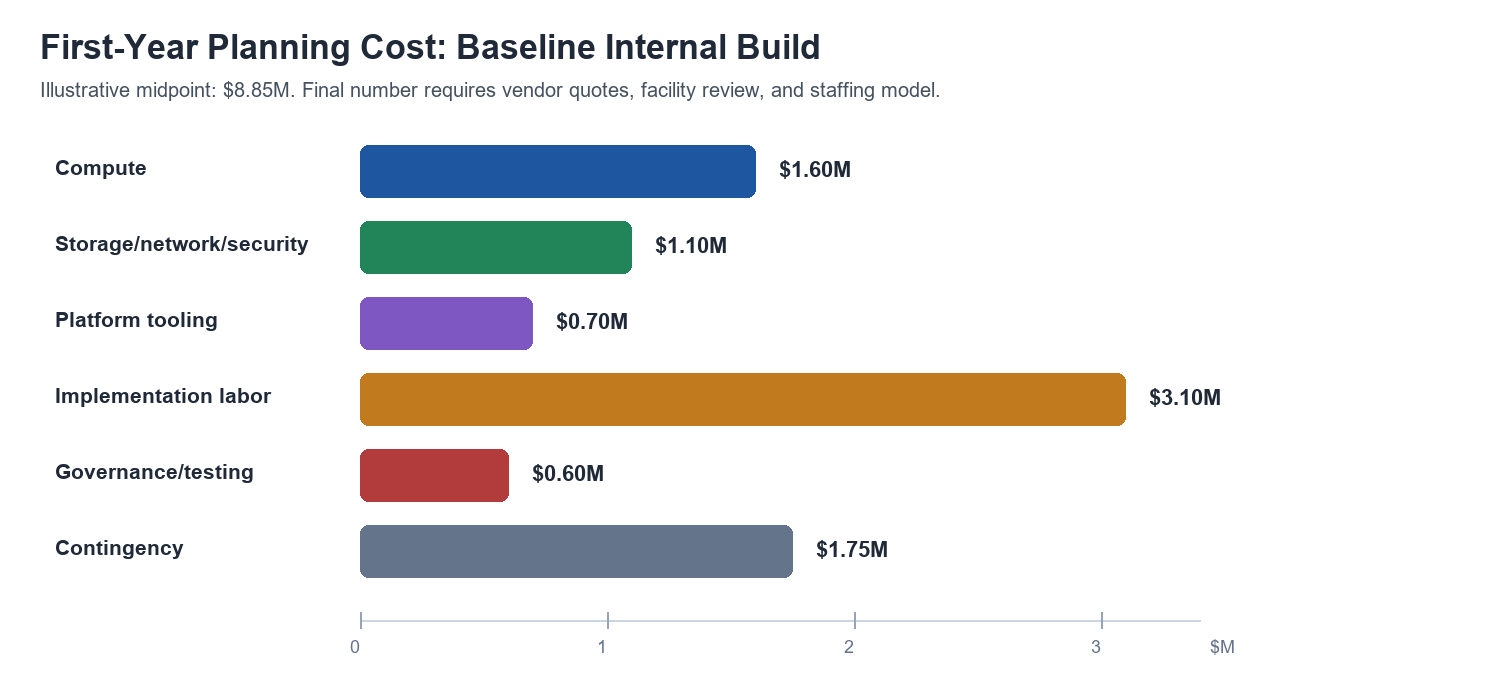 First-Year Planning Cost: Baseline Internal Build
Illustrative midpoint: $8.85M. Final number requires vendor quotes, facility review, and staffing model.
Compute $1.60M
Storage/network/security $1.10M
Platform tooling $0.70M
Implementation labor $3.10M
Governance/testing $0.60M
Contingency $1.75M
0 1 2 3 $M